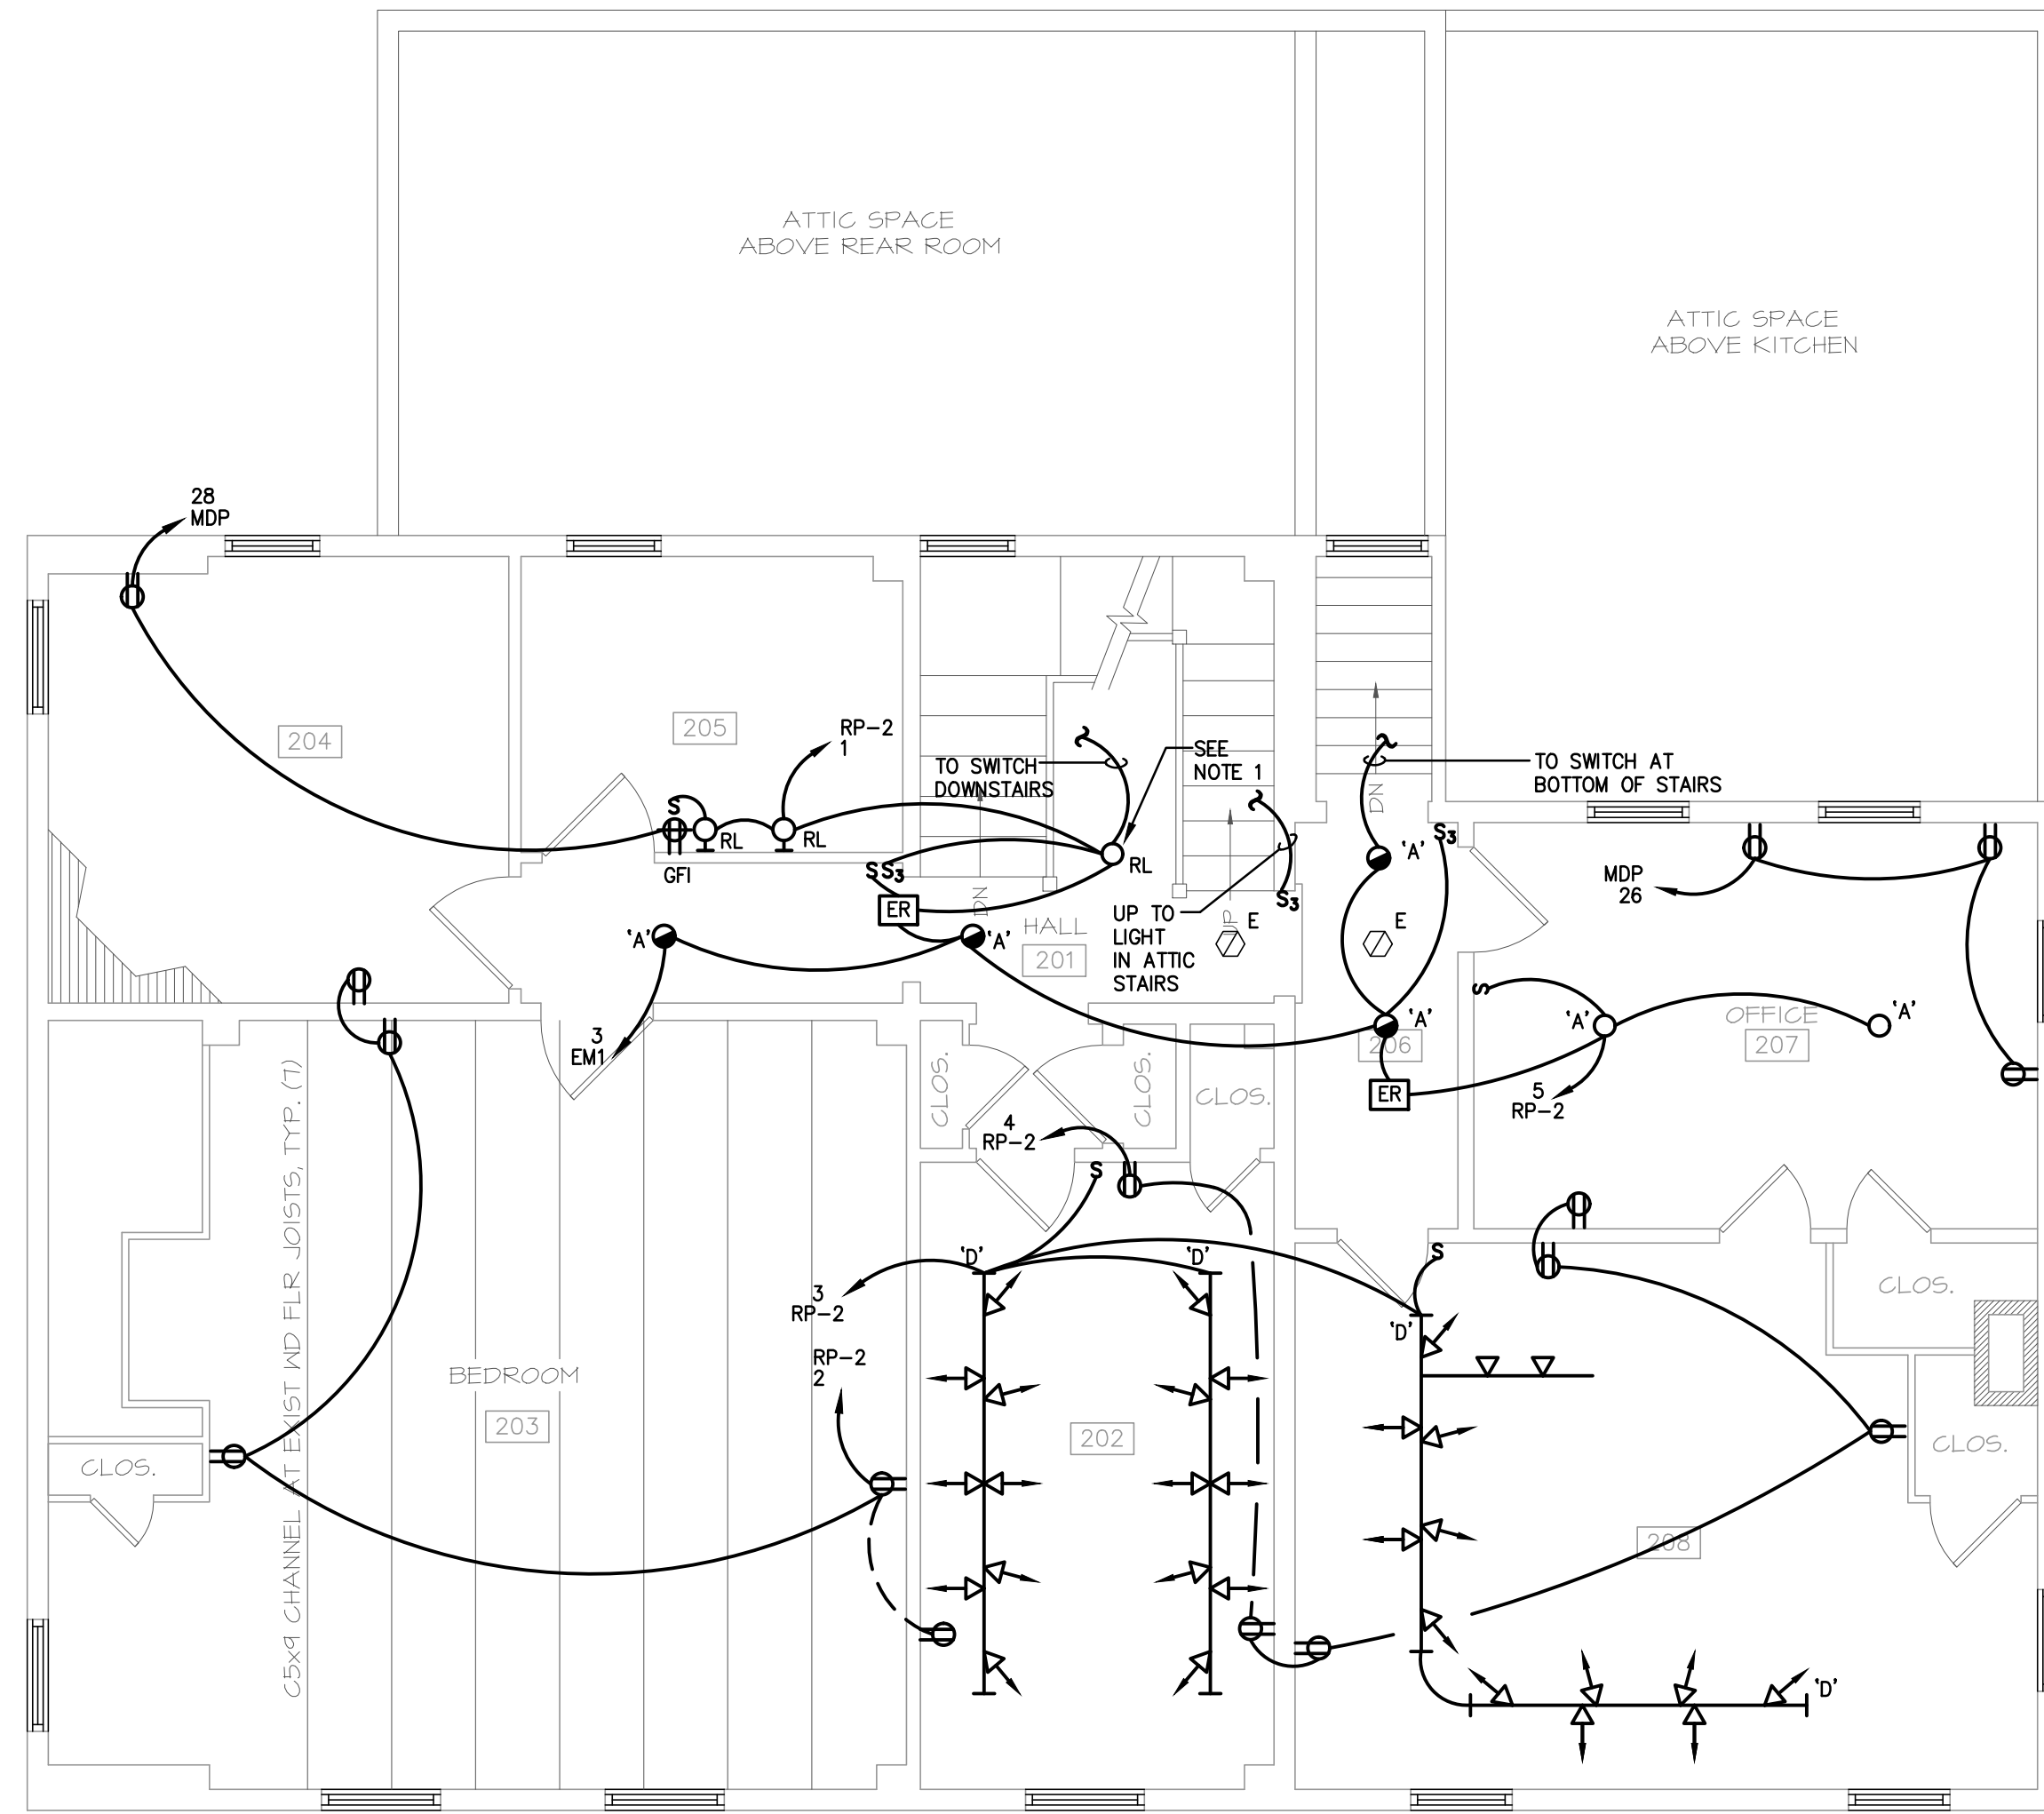 ATTIC SPACE
ABOVE REAR ROOM
ATTIC SPACE
ABOVE KITCHEN
28
MDP
204
205
RP-2
1
TO SWITCH
DOWNSTAIRS
SEE
NOTE 1
TO SWITCH AT
BOTTOM OF STAIRS
DN
S
RL
RL
GFI
S S3
RL
ER
DN
'A'
'A'
HALL
201
UP TO
LIGHT
IN ATTIC
STAIRS
UP
E
S3
'A'
S3
E
MDP
26
S
'A'
206
ER
'A'
OFFICE
207
'A'
5
RP-2
3
EM1
CLOS.
CLOS.
CLOS.
4
RP-2
S
'D'
'D'
3
RP-2
RP-2
2
S
'D'
CLOS.
CLOS.
BEDROOM
203
202
208
CLOS.
C5x9 CHANNEL AT EXIST WD FLR JOISTS, TYP. (7)
'D'